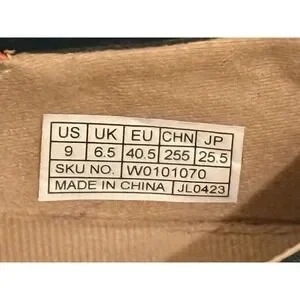 US UK EU CHN JP
9 6.5 40.5 255 25.5
SKU NO. W0101070
MADE IN CHINA JL0423